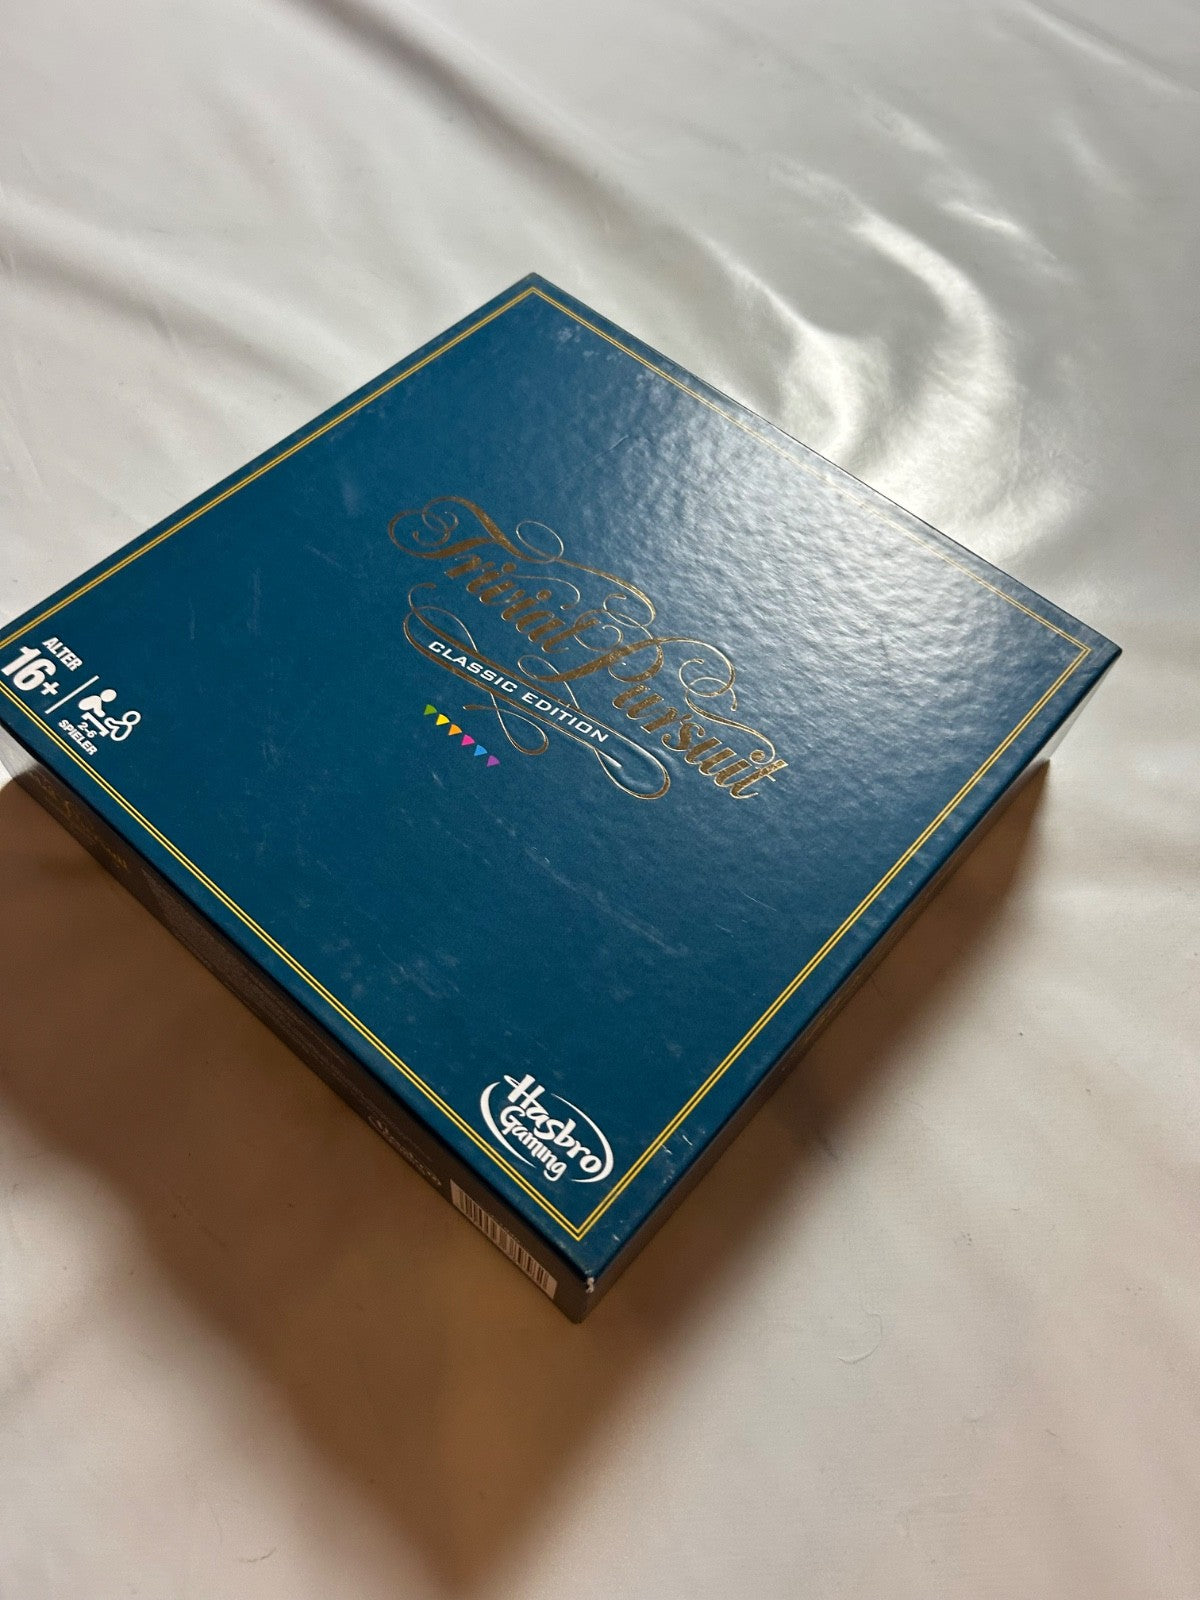 Trivial Pursuit
CLASSIC EDITION
ALTER
16+
2-6
SPIELER
Hasbro
Gaming